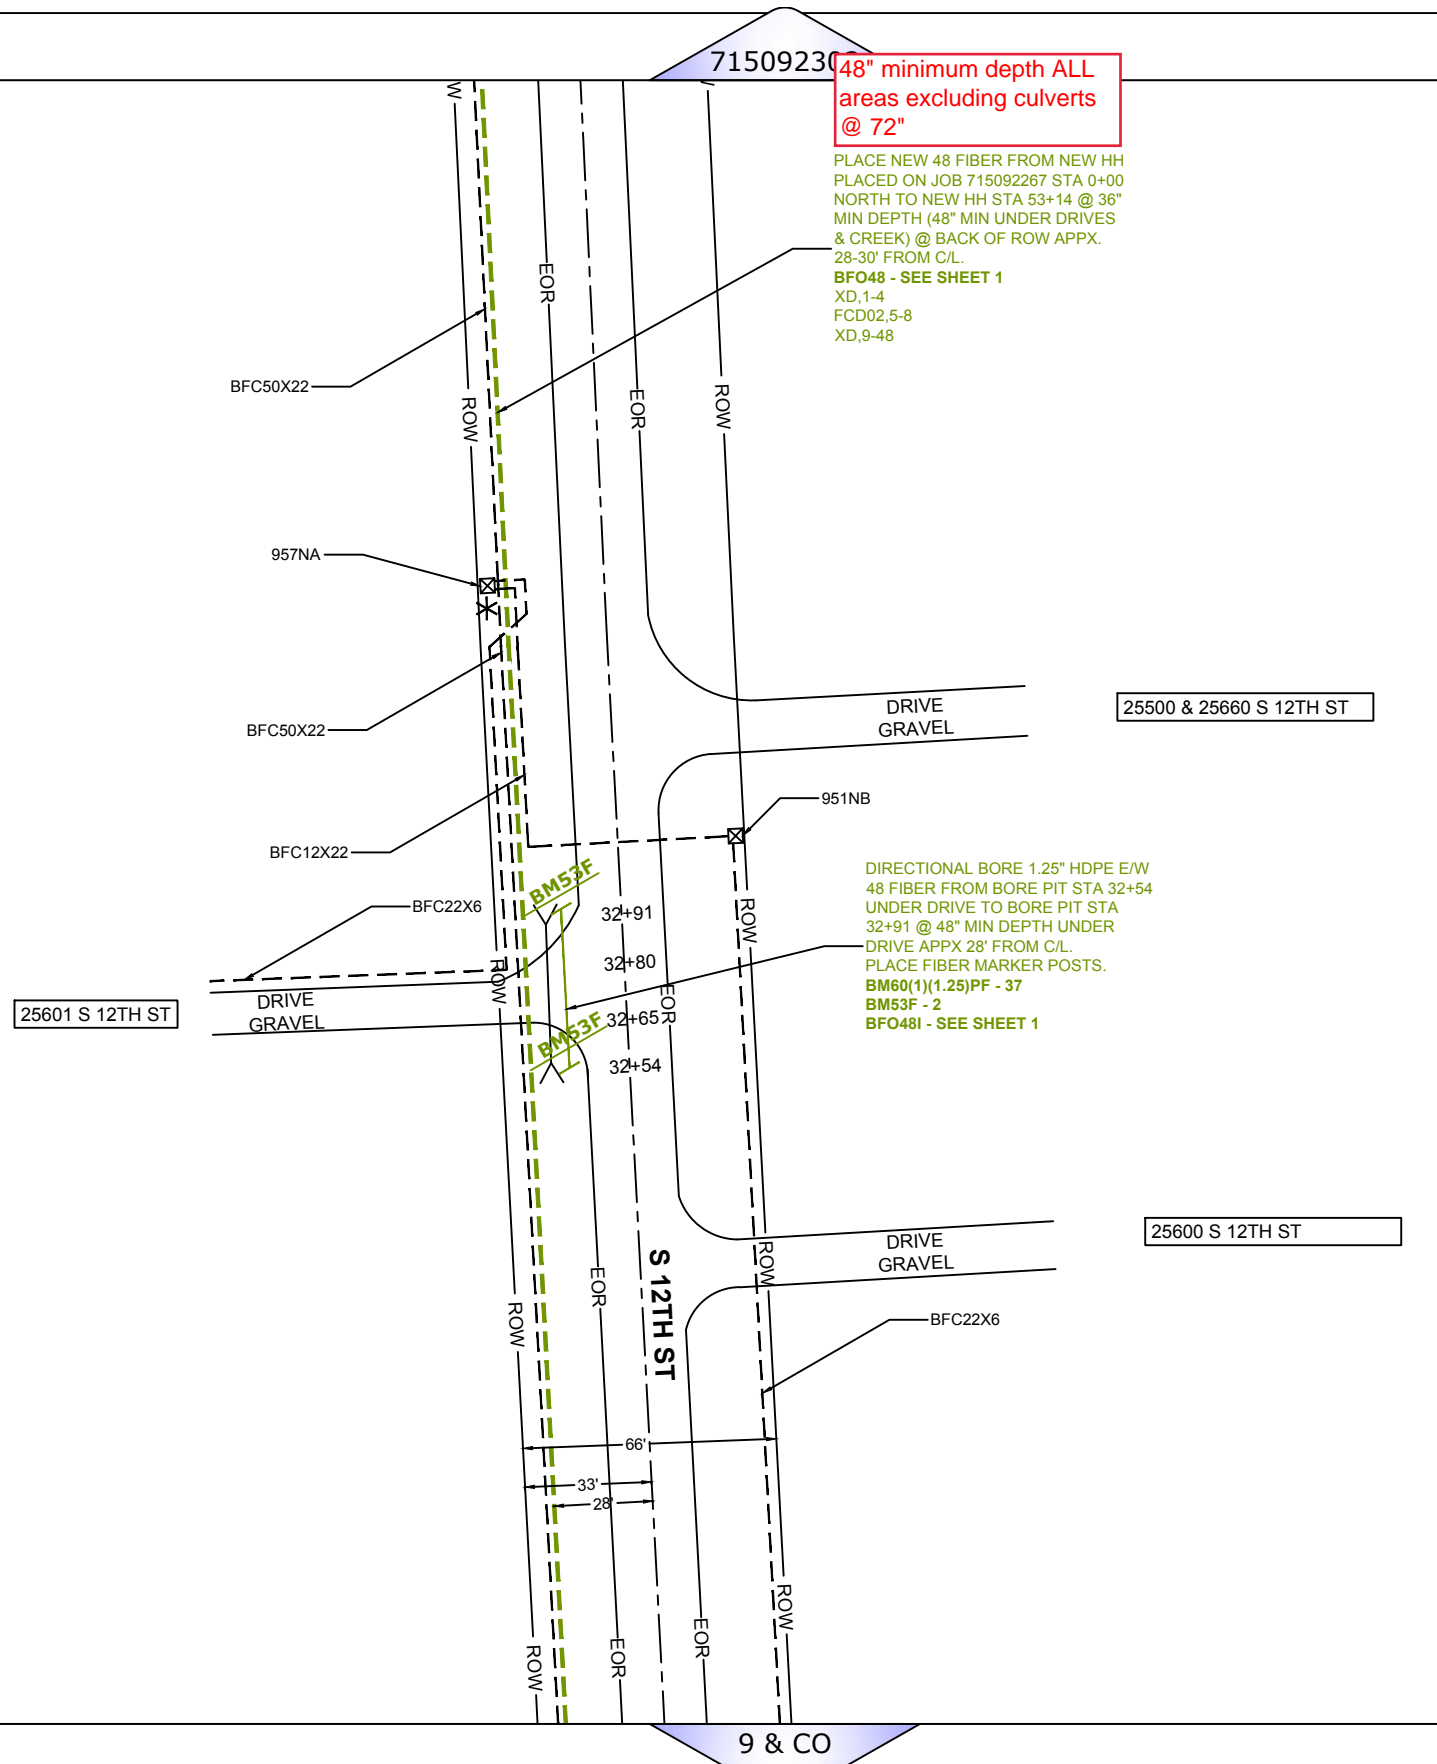 715092303
48" minimum depth ALL
areas excluding culverts
@ 72"
PLACE NEW 48 FIBER FROM NEW HH
PLACED ON JOB 715092267 STA 0+00
NORTH TO NEW HH STA 53+14 @ 36"
MIN DEPTH (48" MIN UNDER DRIVES
& CREEK) @ BACK OF ROW APPX.
28-30' FROM C/L.
BFO48 - SEE SHEET 1
XD,1-4
FCD02,5-8
XD,9-48
W
EOR
BFC50X22
ROW
EOR
ROW
957NA
BFC50X22
DRIVE
GRAVEL
25500 & 25660 S 12TH ST
951NB
BFC12X22
BM53F
DIRECTIONAL BORE 1.25" HDPE E/W
48 FIBER FROM BORE PIT STA 32+54
UNDER DRIVE TO BORE PIT STA
32+91 @ 48" MIN DEPTH UNDER
DRIVE APPX 28' FROM C/L.
PLACE FIBER MARKER POSTS.
BM60(1)(1.25)PF - 37
BM53F - 2
BFO48I - SEE SHEET 1
BFC22X6
32+91
ROW
32+80
ROW
EOR
25601 S 12TH ST
DRIVE
GRAVEL
32+65
BM53F
32+54
25600 S 12TH ST
DRIVE
GRAVEL
ROW
S 12TH ST
EOR
ROW
BFC22X6
66'
33'
28'
ROW
EOR
EOR
ROW
9 & CO